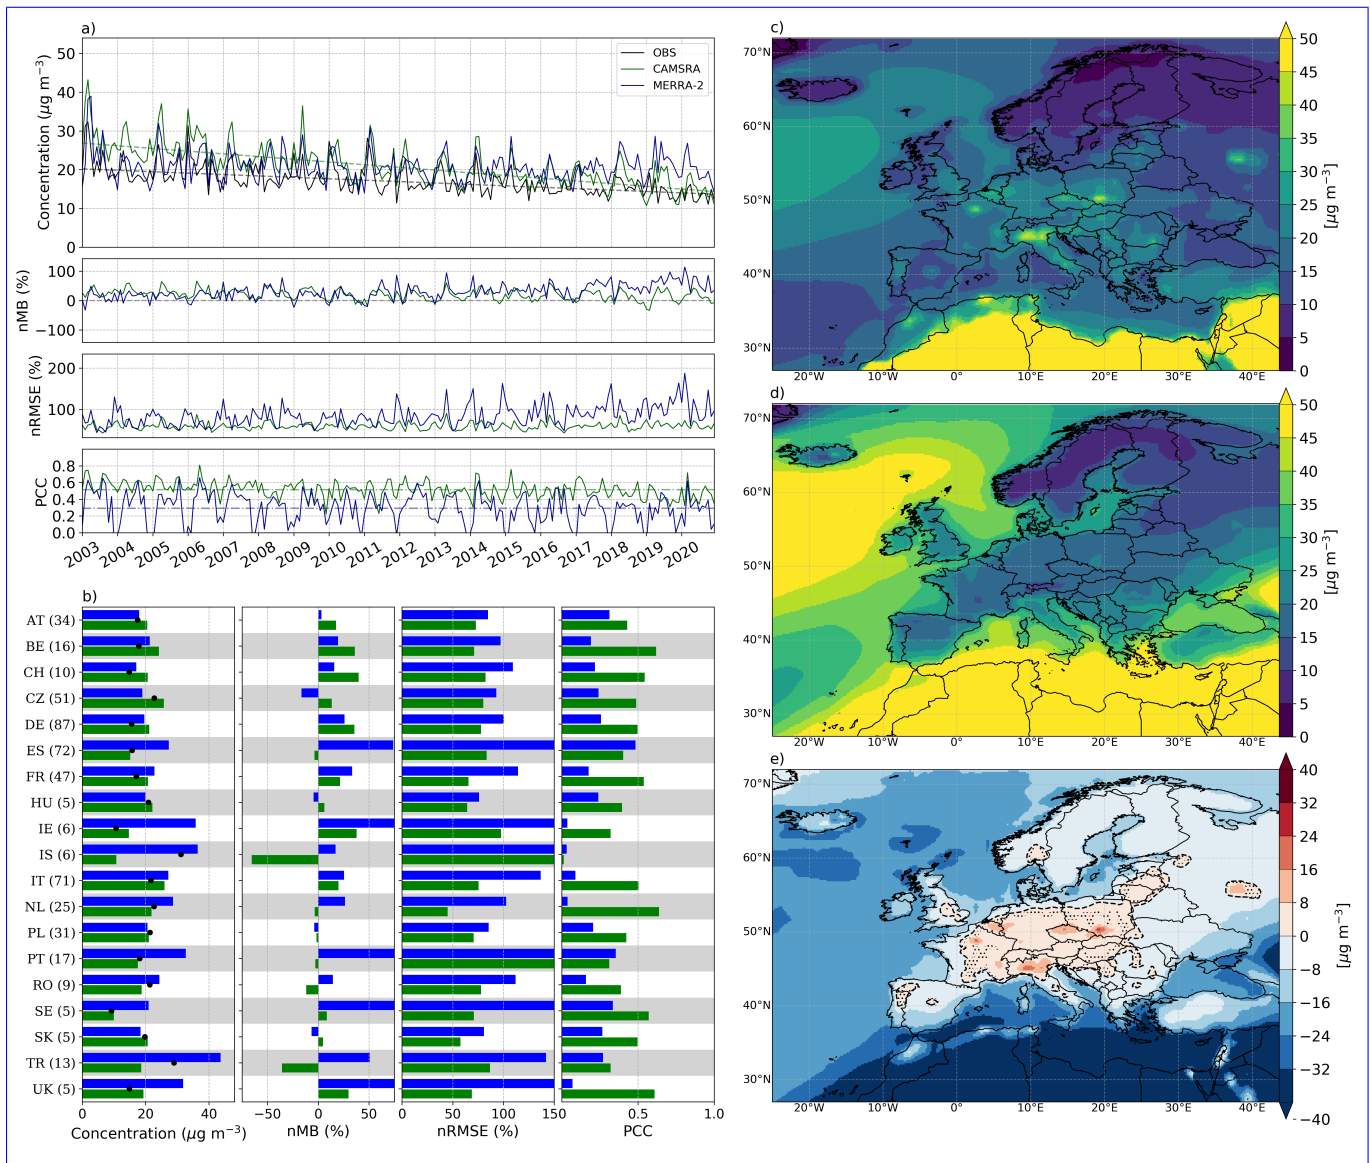 a)
Concentration (μg m⁻³)
50
40
30
20
10
0
OBS
CAMSRA
MERRA-2
nMB (%)
100
0
−100
nRMSE (%)
200
100
PCC
0.8
0.6
0.4
0.2
0.0
2003 2004 2005 2006 2007 2008 2009 2010 2011 2012 2013 2014 2015 2016 2017 2018 2019 2020
b)
AT (34)
BE (16)
CH (10)
CZ (51)
DE (87)
ES (72)
FR (47)
HU (5)
IE (6)
IS (6)
IT (71)
NL (25)
PL (31)
PT (17)
RO (9)
SE (5)
SK (5)
TR (13)
UK (5)
0 20 40
Concentration (μg m⁻³)
−50 0 50
nMB (%)
0 50 100 150
nRMSE (%)
0.5 1.0
PCC
c)
70°N
60°N
50°N
40°N
30°N
20°W 10°W 0° 10°E 20°E 30°E 40°E
50
45
40
35
30
25
20
15
10
5
0
[μg m⁻³]
d)
70°N
60°N
50°N
40°N
30°N
20°W 10°W 0° 10°E 20°E 30°E 40°E
50
45
40
35
30
25
20
15
10
5
0
[μg m⁻³]
e)
70°N
60°N
50°N
40°N
30°N
20°W 10°W 0° 10°E 20°E 30°E 40°E
40
32
24
16
8
0
−8
−16
−24
−32
−40
[μg m⁻³]